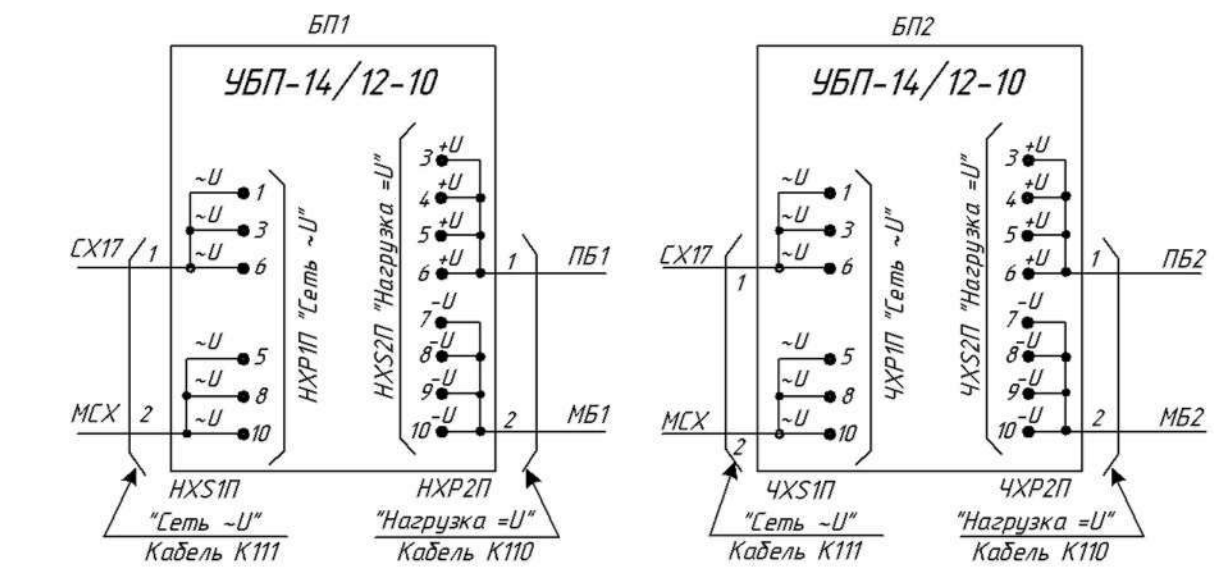 БП1
УБП-14/12-10
~U
1
~U
3
~U
6
СХ17
1
~U
5
~U
8
~U
10
МСХ
2
НХР1П "Сеть ~U"
НХS2П "Нагрузка =U"
+U
3
+U
4
+U
5
+U
6
-U
7
-U
8
-U
9
-U
10
1
ПБ1
2
МБ1
НХS1П
"Сеть ~U"
Кабель К111
НХР2П
"Нагрузка =U"
Кабель К110
БП2
УБП-14/12-10
~U
1
~U
3
~U
6
СХ17
1
~U
5
~U
8
~U
10
МСХ
2
ЧХР1П "Сеть ~U"
ЧХS2П "Нагрузка =U"
+U
3
+U
4
+U
5
+U
6
-U
7
-U
8
-U
9
-U
10
1
ПБ2
2
МБ2
ЧХS1П
"Сеть ~U"
Кабель К111
ЧХР2П
"Нагрузка =U"
Кабель К110